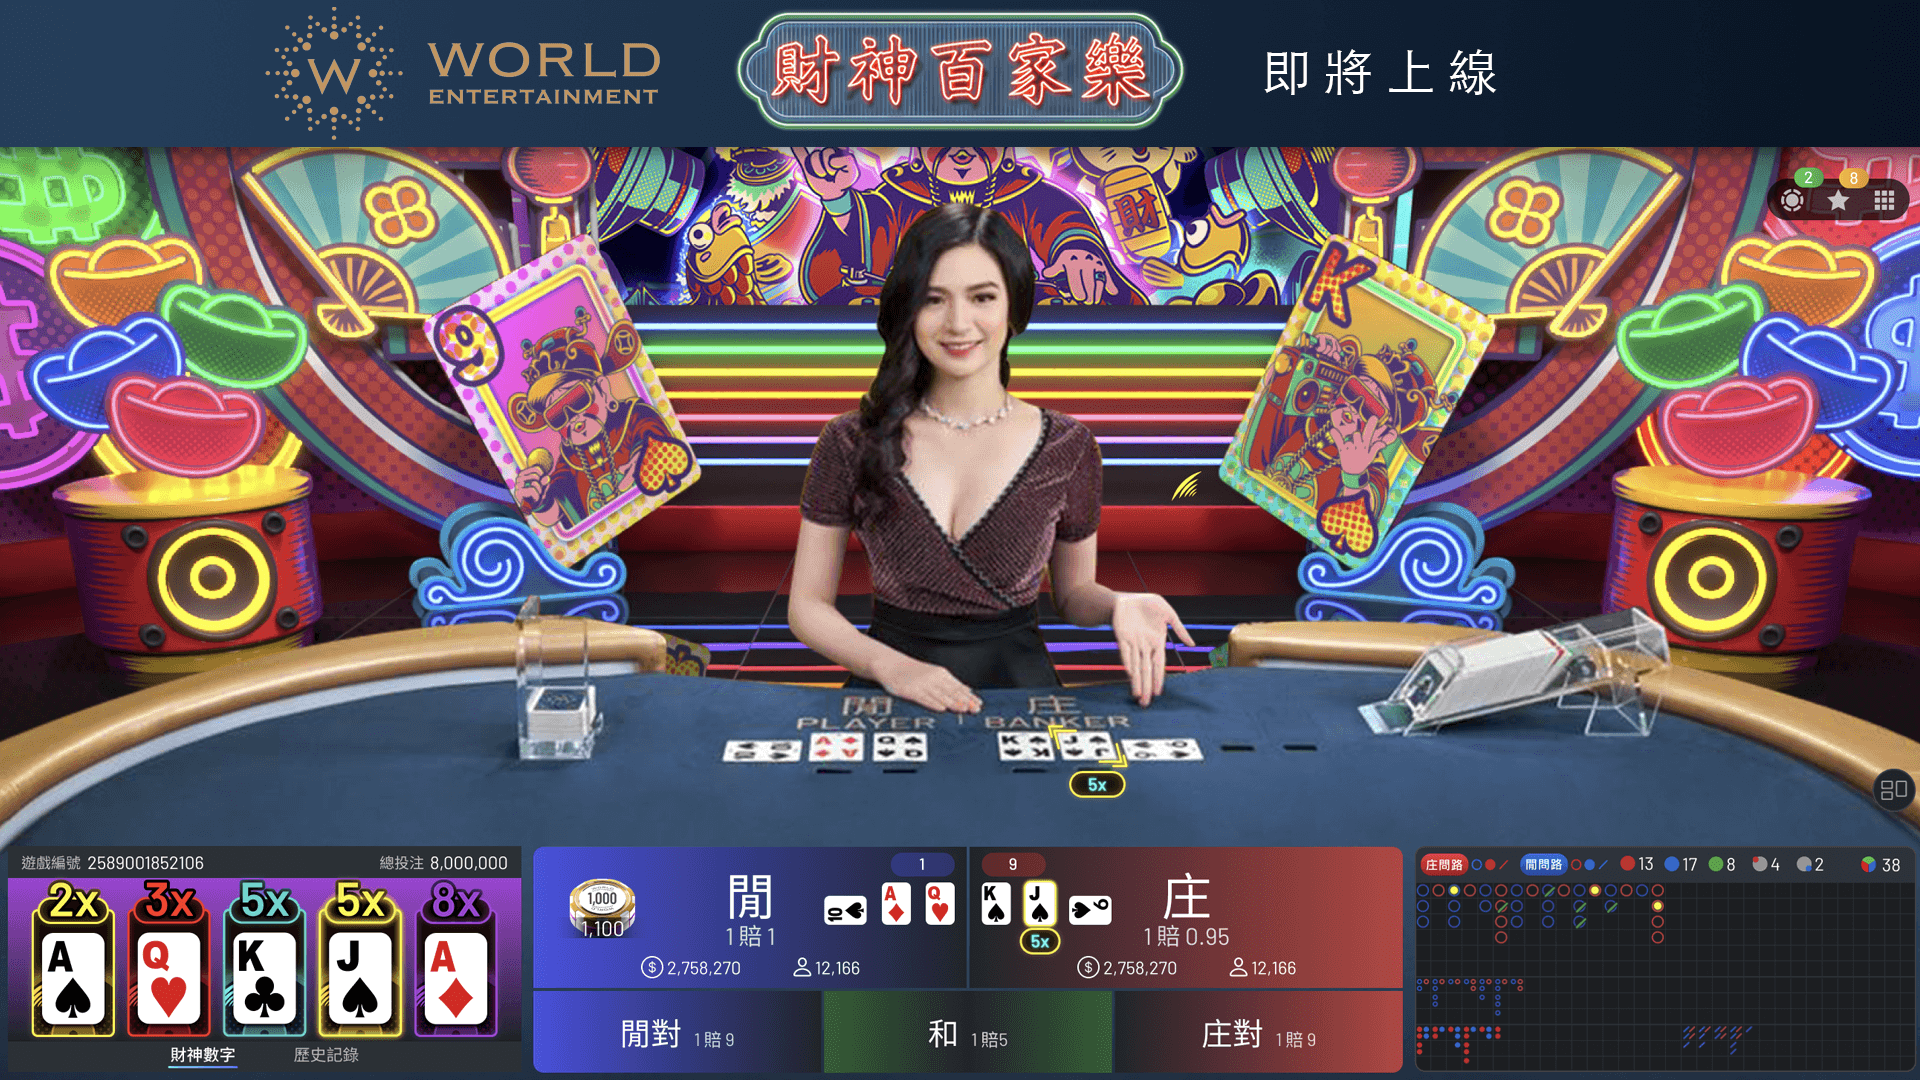 W
WORLD
ENTERTAINMENT
財神百家樂
即將上線
財
2
8
9
K
閒
庄
PLAYER
BANKER
A A
Q Q
K K
J J
5x
遊戲編號 2589001852106
總投注 8,000,000
2x
3x
5x
5x
8x
A
Q
K
J
A
財神數字
歷史記錄
1,000
1,100
閒
1賠1
2,758,270
12,166
1
10
A
Q
9
K
J
9
5x
庄
1賠0.95
2,758,270
12,166
閒對 1賠9
和 1賠5
庄對 1賠9
庄問路
閒問路
13
17
8
4
2
38